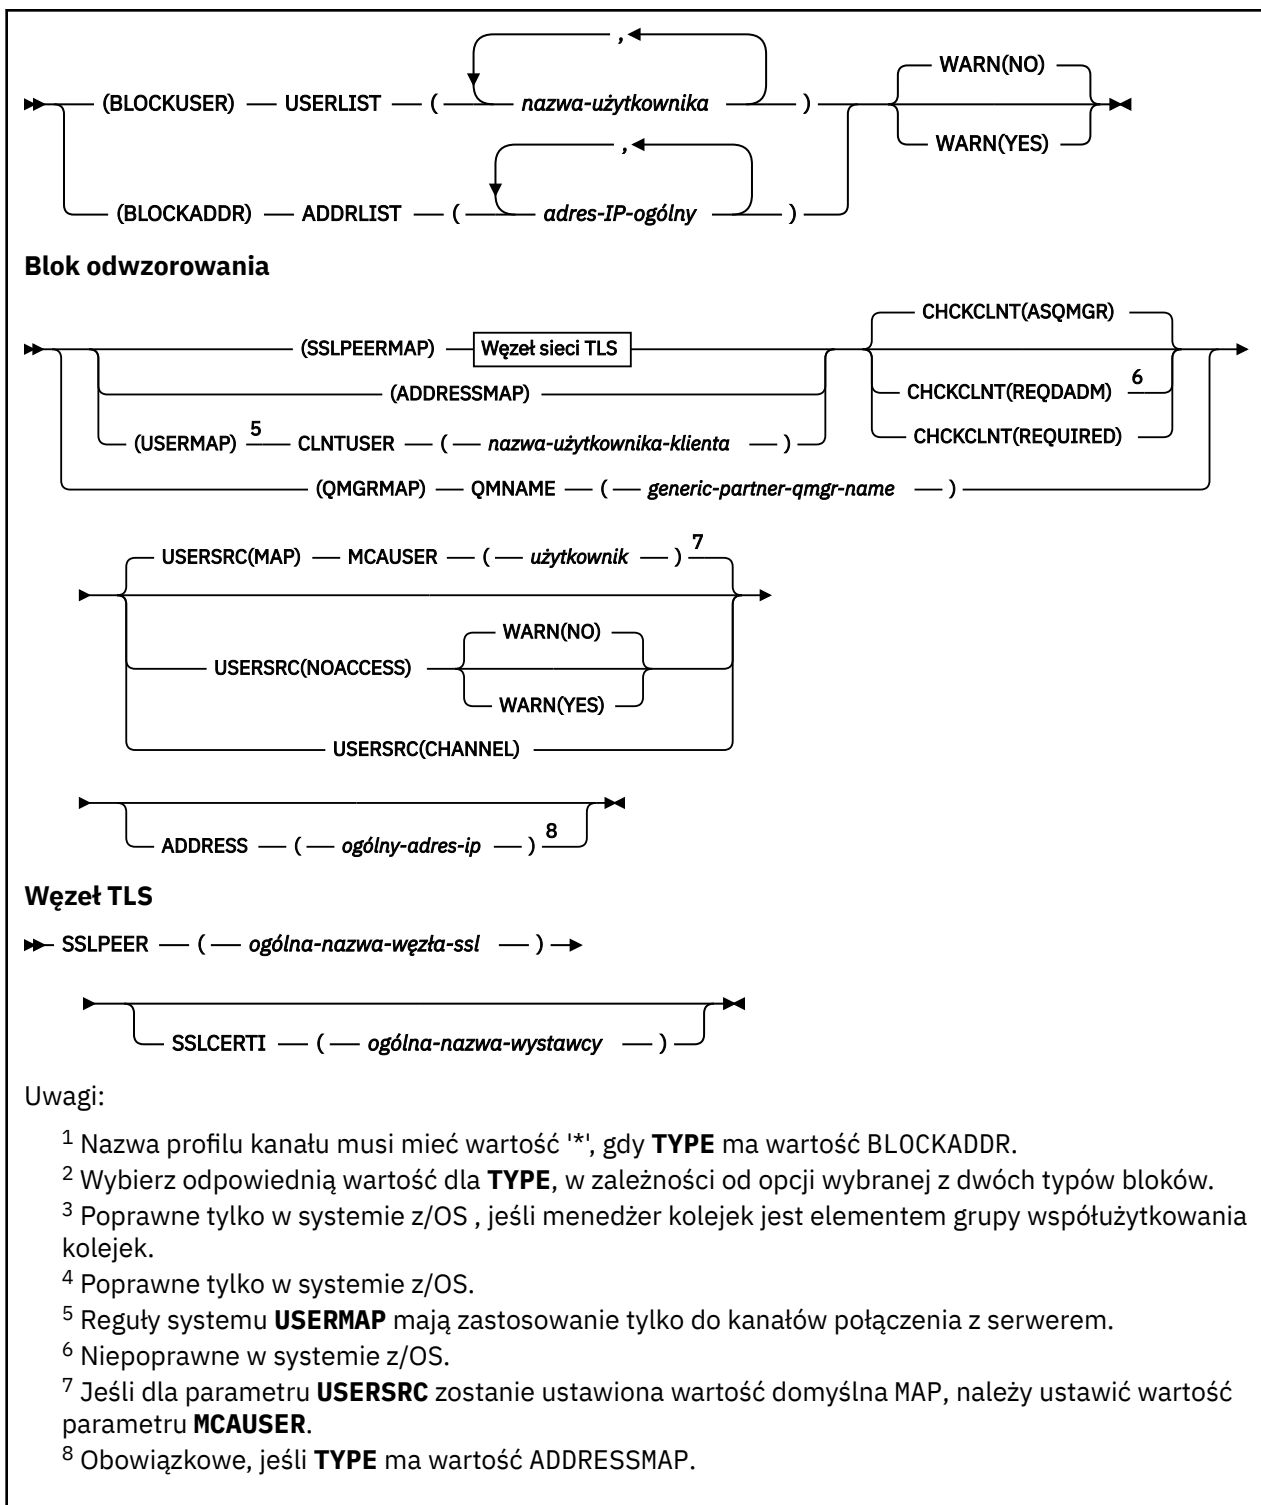 ,
WARN(NO)
(BLOCKUSER) USERLIST ( nazwa-użytkownika )
WARN(YES)
,
(BLOCKADDR) ADDRLIST ( adres-IP-ogólny )
Blok odwzorowania
CHCKCLNT(ASQMGR)
(SSLPEERMAP) Węzeł sieci TLS
(ADDRESSMAP)
CHCKCLNT(REQDADM) 6
(USERMAP) 5 CLNTUSER ( nazwa-użytkownika-klienta )
CHCKCLNT(REQUIRED)
(QMGRMAP) QMNAME ( generic-partner-qmgr-name )
USERSRC(MAP) MCAUSER ( użytkownik ) 7
WARN(NO)
USERSRC(NOACCESS)
WARN(YES)
USERSRC(CHANNEL)
ADDRESS ( ogólny-adres-ip ) 8
Węzeł TLS
SSLPEER ( ogólna-nazwa-węzła-ssl )
SSLCERTI ( ogólna-nazwa-wystawcy )
Uwagi:
1 Nazwa profilu kanału musi mieć wartość '*', gdy TYPE ma wartość BLOCKADDR.
2 Wybierz odpowiednią wartość dla TYPE, w zależności od opcji wybranej z dwóch typów bloków.
3 Poprawne tylko w systemie z/OS , jeśli menedżer kolejek jest elementem grupy współużytkowania
kolejek.
4 Poprawne tylko w systemie z/OS.
5 Reguły systemu USERMAP mają zastosowanie tylko do kanałów połączenia z serwerem.
6 Niepoprawne w systemie z/OS.
7 Jeśli dla parametru USERSRC zostanie ustawiona wartość domyślna MAP, należy ustawić wartość
parametru MCAUSER.
8 Obowiązkowe, jeśli TYPE ma wartość ADDRESSMAP.